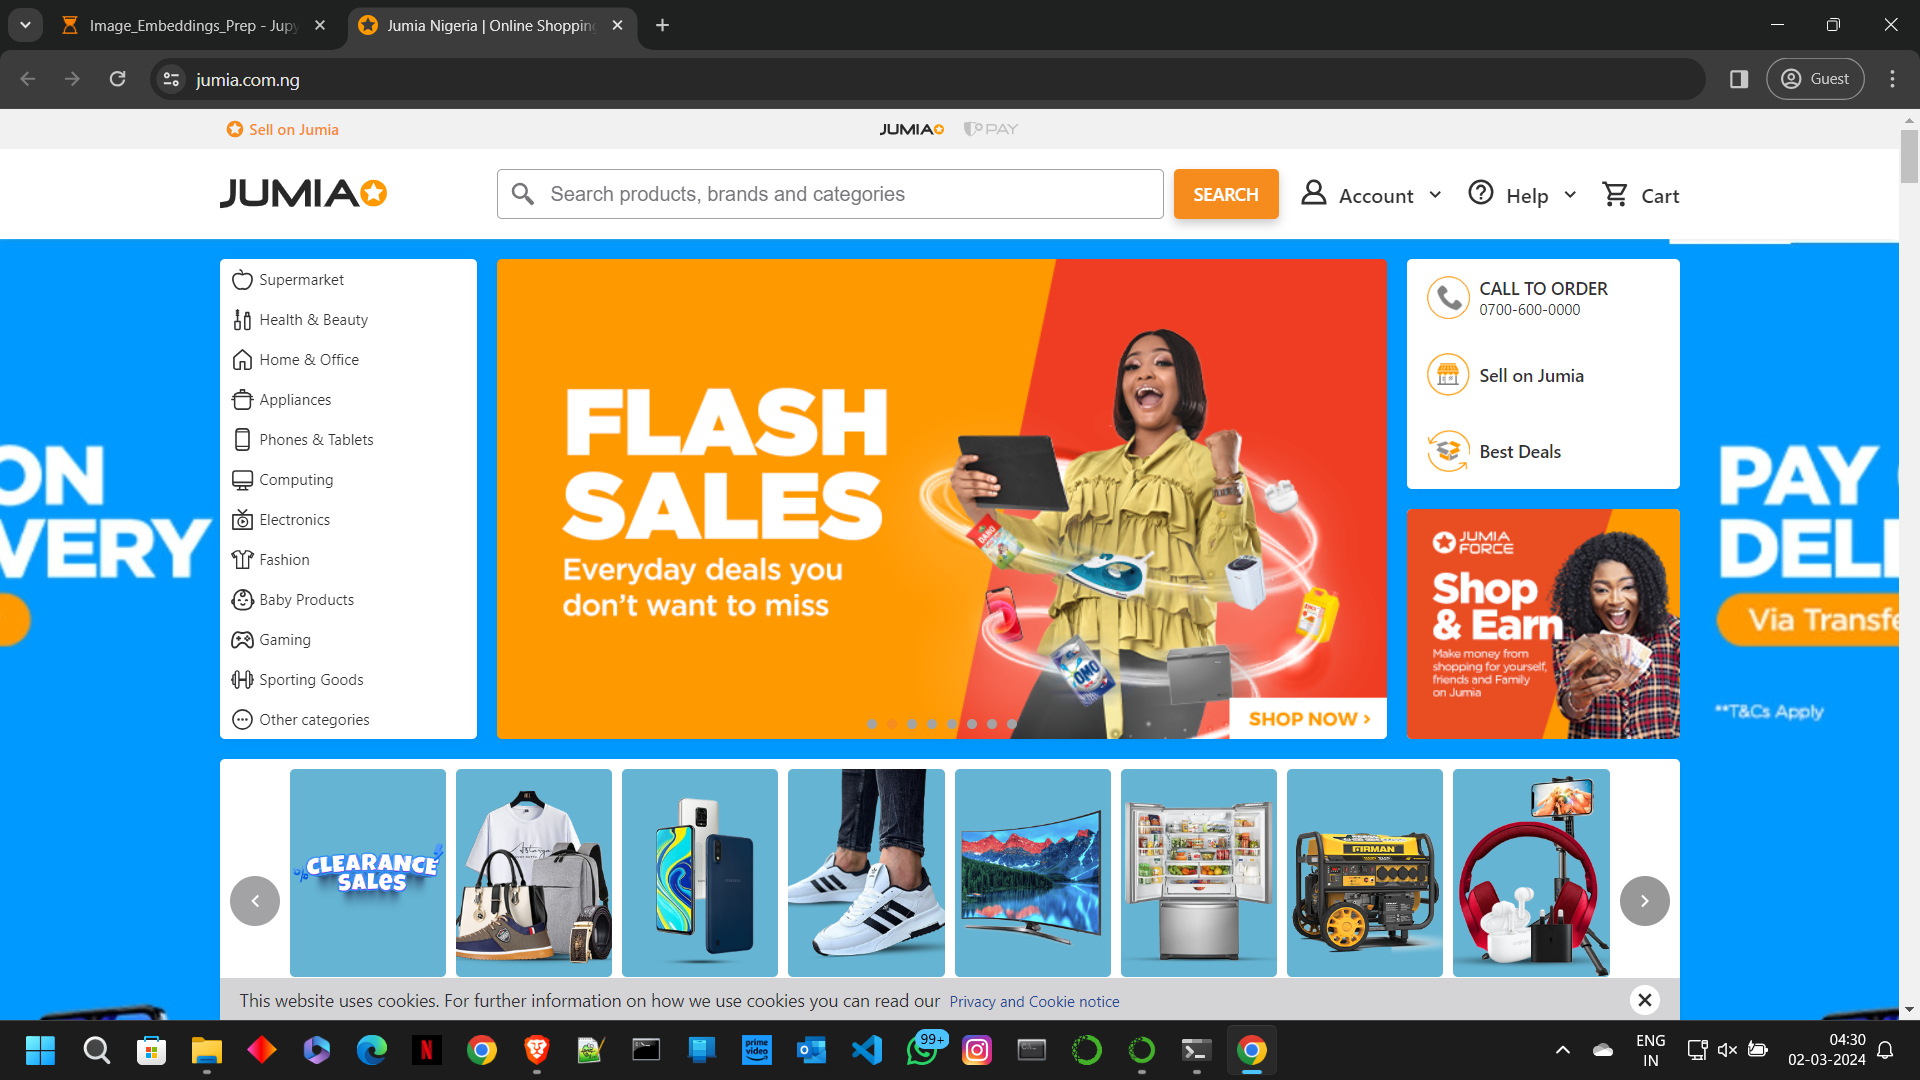 Image_Embeddings_Prep - Jupy
Jumia Nigeria | Online Shopping
jumia.com.ng
Guest
Sell on Jumia
JUMIA
PAY
JUMIA
Search products, brands and categories
SEARCH
Account
Help
Cart
Supermarket
Health & Beauty
Home & Office
Appliances
Phones & Tablets
Computing
Electronics
Fashion
Baby Products
Gaming
Sporting Goods
Other categories
FLASH
SALES
Everyday deals you
don't want to miss
DANO
OMO
SHOP NOW ›
CALL TO ORDER
0700-600-0000
Sell on Jumia
Best Deals
JUMIA
FORCE
Shop
& Earn
Make money from
shopping for yourself,
friends and Family
on Jumia
ON
VERY
PAY
DEL
Via Transfe
**T&Cs Apply
CLEARANCE
SALES
FIRMAN
This website uses cookies. For further information on how we use cookies you can read our Privacy and Cookie notice
prime
video
99+
ENG
IN
04:30
02-03-2024